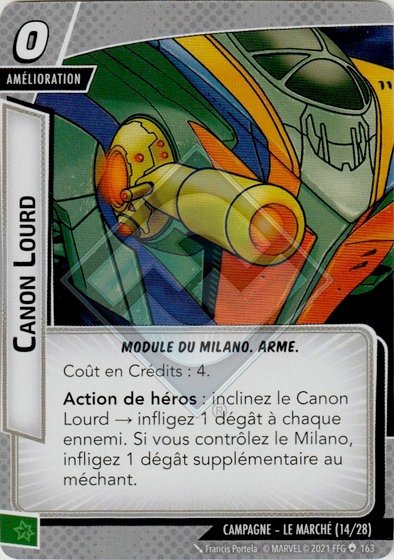 0
AMÉLIORATION
CANON LOURD
MODULE DU MILANO. ARME.
Coût en Crédits : 4.
Action de héros : inclinez le Canon
Lourd → infligez 1 dégât à chaque
ennemi. Si vous contrôlez le Milano,
infligez 1 dégât supplémentaire au
méchant.
CAMPAGNE – LE MARCHÉ (14/28)
Francis Portela © MARVEL © 2021 FFG 163